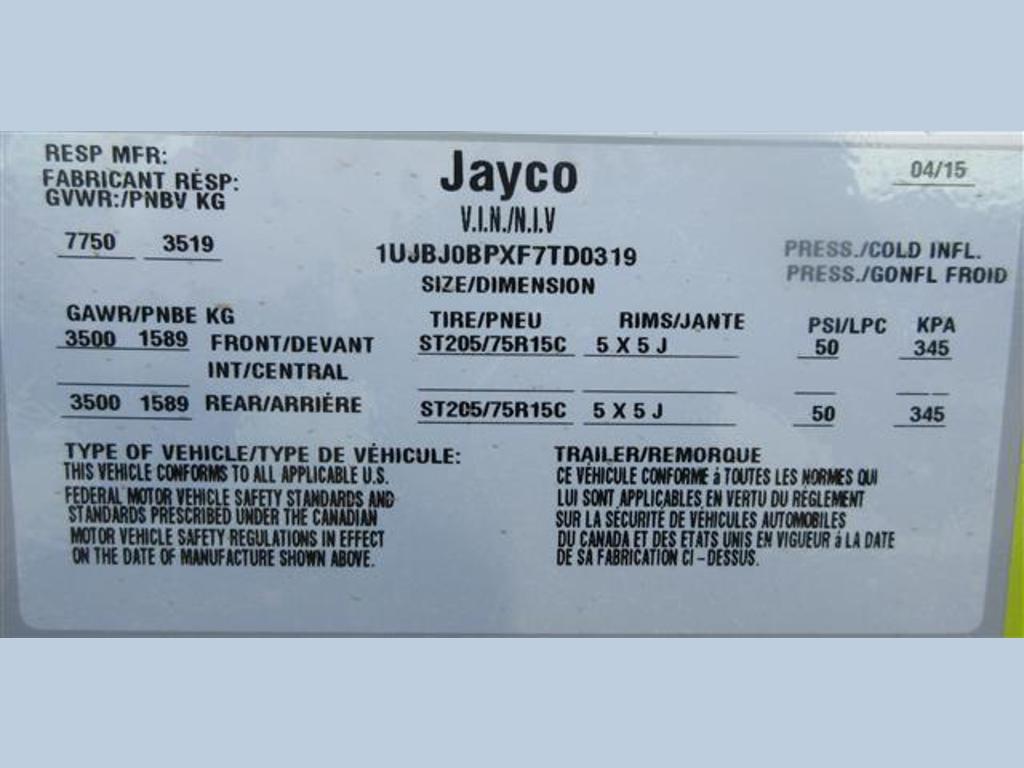 RESP MFR:
FABRICANT RÉSP:
GVWR:/PNBV KG
Jayco
04/15
V.I.N./N.I.V
7750 3519
1UJBJ0BPXF7TD0319
PRESS./COLD INFL.
PRESS./GONFL FROID
SIZE/DIMENSION
GAWR/PNBE KG TIRE/PNEU RIMS/JANTE PSI/LPC KPA
3500 1589 FRONT/DEVANT ST205/75R15C 5 X 5 J 50 345
INT/CENTRAL
3500 1589 REAR/ARRIÉRE ST205/75R15C 5 X 5 J 50 345
TYPE OF VEHICLE/TYPE DE VÉHICULE: TRAILER/REMORQUE
THIS VEHICLE CONFORMS TO ALL APPLICABLE U.S.
FEDERAL MOTOR VEHICLE SAFETY STANDARDS AND
STANDARDS PRESCRIBED UNDER THE CANADIAN
MOTOR VEHICLE SAFETY REGULATIONS IN EFFECT
ON THE DATE OF MANUFACTURE SHOWN ABOVE.
CE VÉHICULE CONFORME à TOUTES LES NORMES QUI
LUI SONT APPLICABLES EN VERTU DU RÉGLEMENT
SUR LA SÉCURITÉ DE VÉHICULES AUTOMOBILES
DU CANADA ET DES ETATS UNIS EN VIGUEUR à LA DATE
DE SA FABRICATION CI-DESSUS.